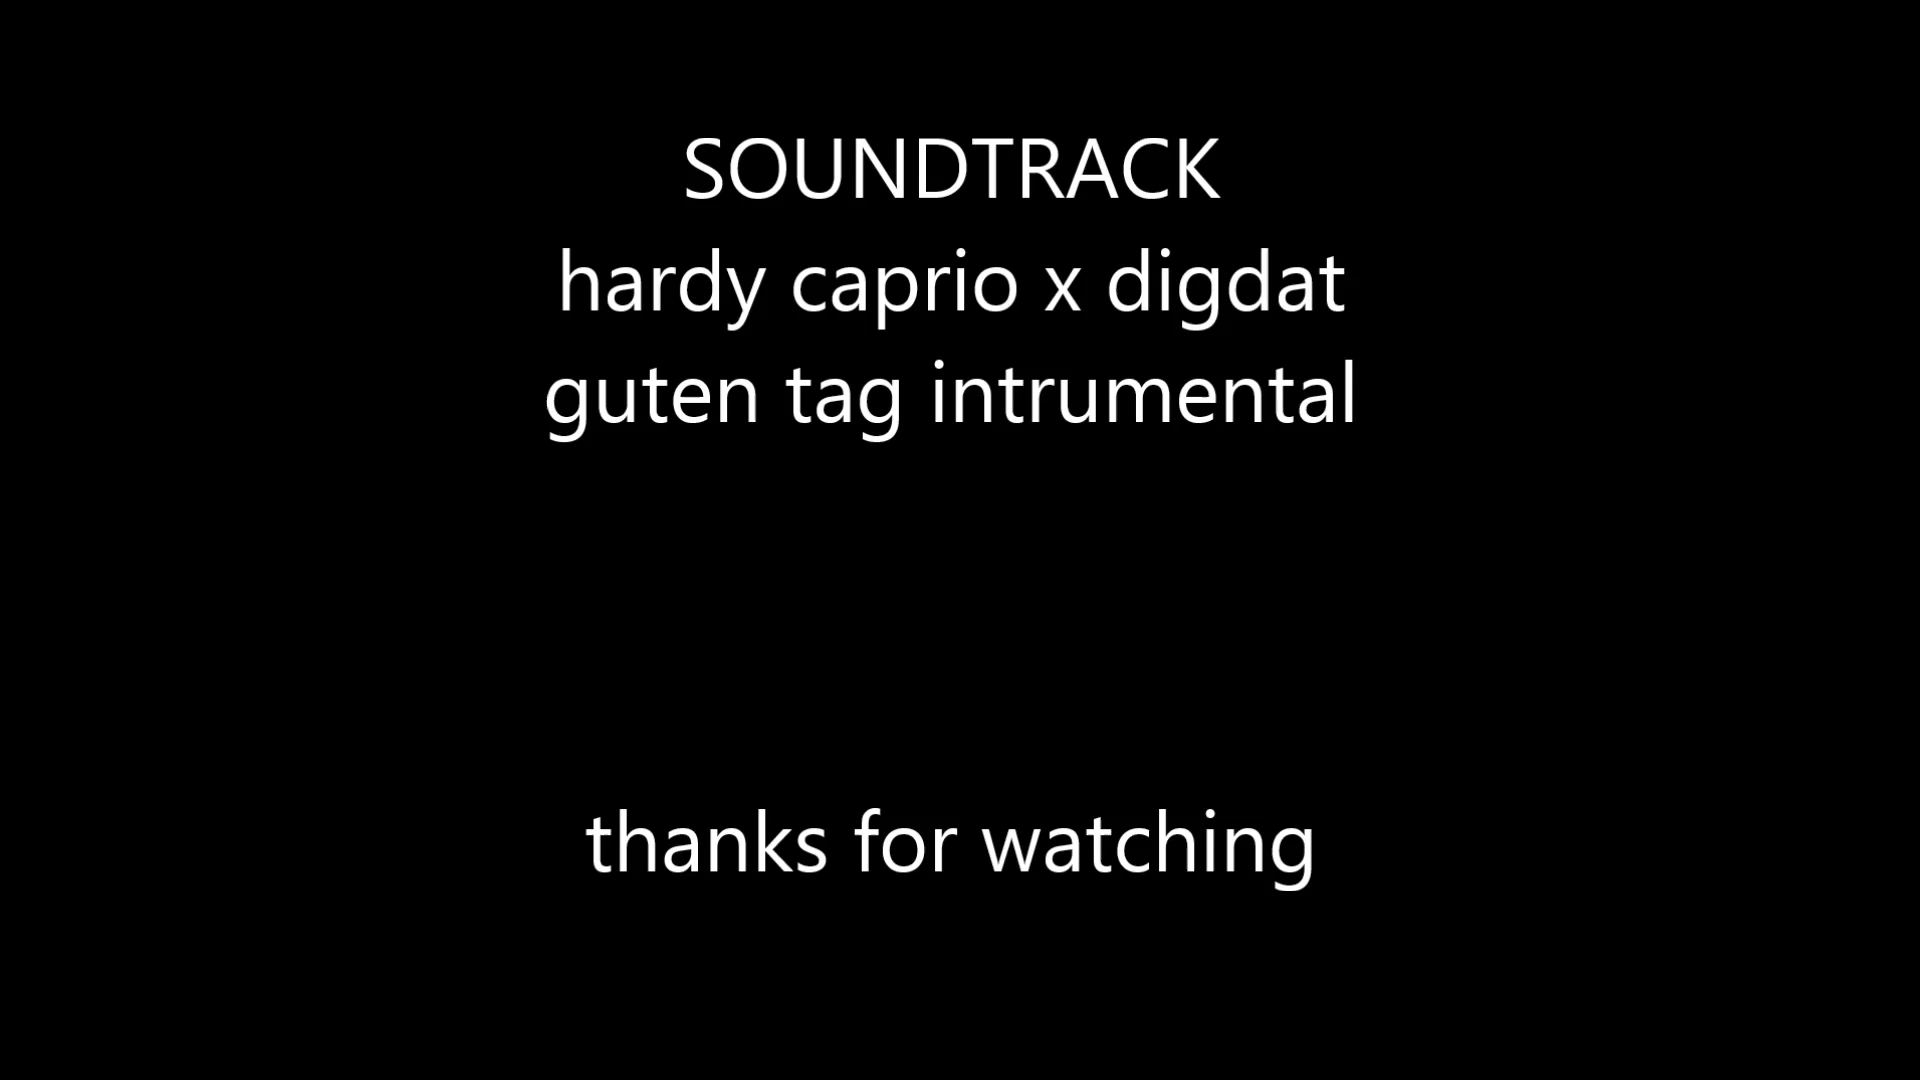 SOUNDTRACK
hardy caprio x digdat
guten tag intrumental
thanks for watching